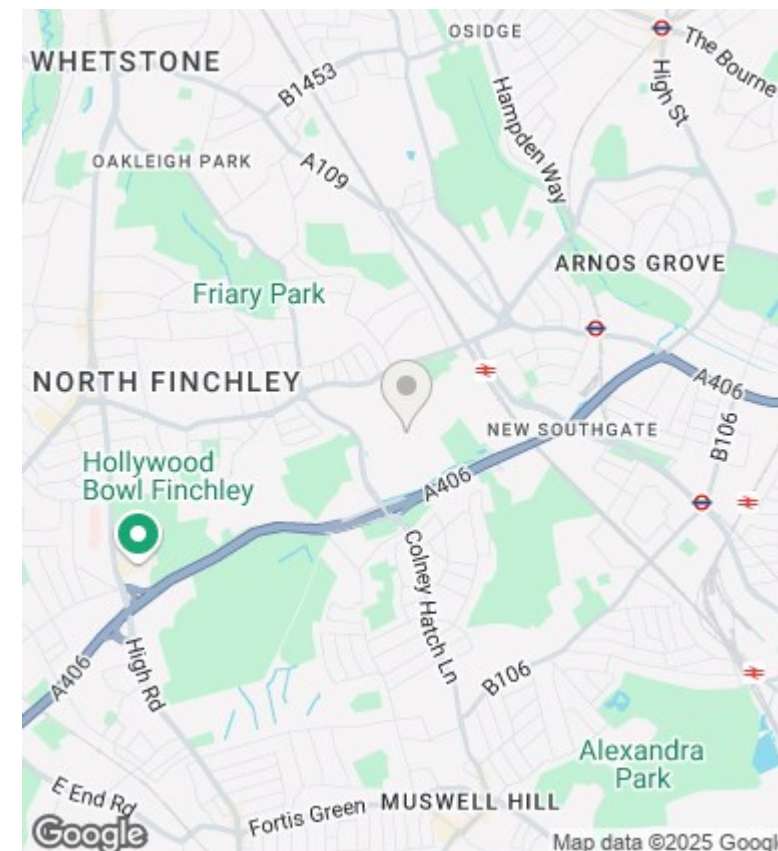 OSIDGE
WHETSTONE
The Bourne
B1453
High St
Hampden Way
OAKLEIGH PARK
A109
ARNOS GROVE
Friary Park
NORTH FINCHLEY
A406
B106
NEW SOUTHGATE
Hollywood
Bowl Finchley
A406
Colney Hatch Ln
High Rd
A406
B106
Alexandra
Park
E End Rd
Fortis Green
MUSWELL HILL
Google
Map data ©2025 Googl